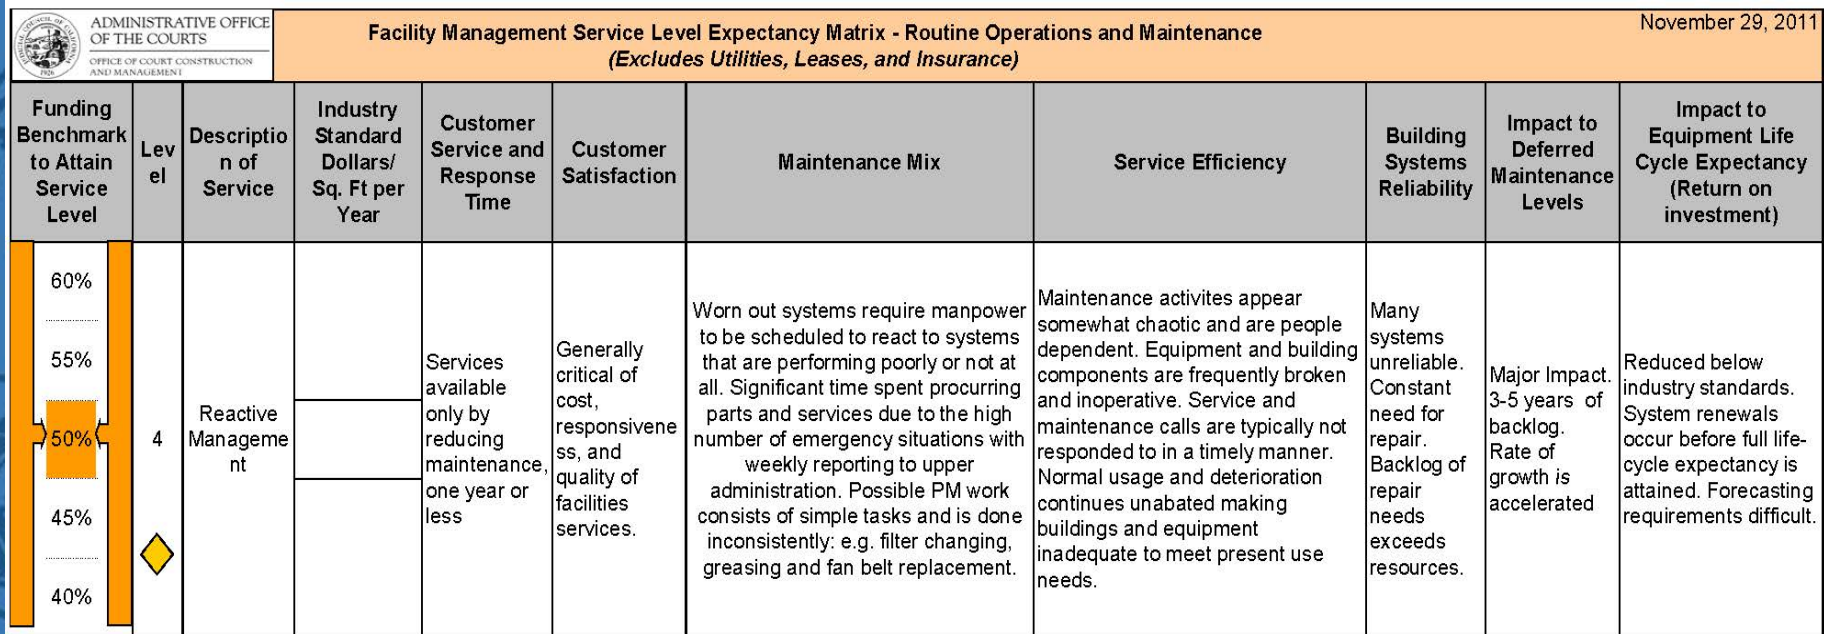 ADMINISTRATIVE OFFICE
OF THE COURTS
OFFICE OF COURT CONSTRUCTION
AND MANAGEMENT
1926
Facility Management Service Level Expectancy Matrix - Routine Operations and Maintenance
(Excludes Utilities, Leases, and Insurance)
November 29, 2011
Funding
Benchmark
to Attain
Service
Level
Lev
el
Descriptio
n of
Service
Industry
Standard
Dollars/
Sq. Ft per
Year
Customer
Service and
Response
Time
Customer
Satisfaction
Maintenance Mix
Service Efficiency
Building
Systems
Reliability
Impact to
Deferred
Maintenance
Levels
Impact to
Equipment Life
Cycle Expectancy
(Return on
investment)
60%
55%
50%
45%
40%
4
Reactive
Manageme
nt
Services
available
only by
reducing
maintenance,
one year or
less
Generally
critical of
cost,
responsivene
ss, and
quality of
facilities
services.
Worn out systems require manpower
to be scheduled to react to systems
that are performing poorly or not at
all. Significant time spent procurring
parts and services due to the high
number of emergency situations with
weekly reporting to upper
administration. Possible PM work
consists of simple tasks and is done
inconsistently: e.g. filter changing,
greasing and fan belt replacement.
Maintenance activites appear
somewhat chaotic and are people
dependent. Equipment and building
components are frequently broken
and inoperative. Service and
maintenance calls are typically not
responded to in a timely manner.
Normal usage and deterioration
continues unabated making
buildings and equipment
inadequate to meet present use
needs.
Many
systems
unreliable.
Constant
need for
repair.
Backlog of
repair
needs
exceeds
resources.
Major Impact.
3-5 years of
backlog.
Rate of
growth is
accelerated
Reduced below
industry standards.
System renewals
occur before full life-
cycle expectancy is
attained. Forecasting
requirements difficult.